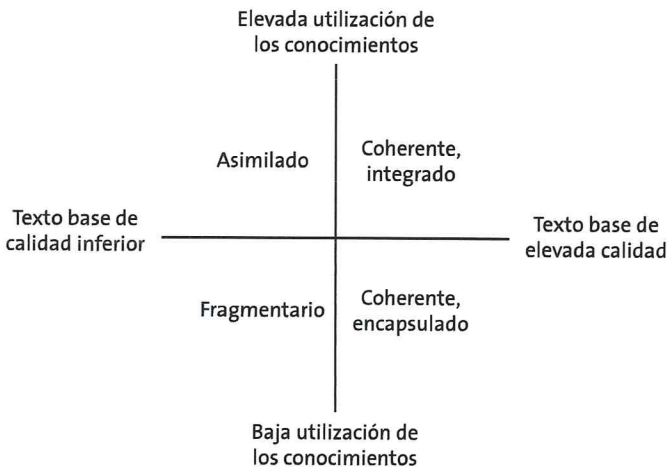 Elevada utilización de
los conocimientos
Asimilado
Coherente,
integrado
Texto base de
calidad inferior
Texto base de
elevada calidad
Fragmentario
Coherente,
encapsulado
Baja utilización de
los conocimientos